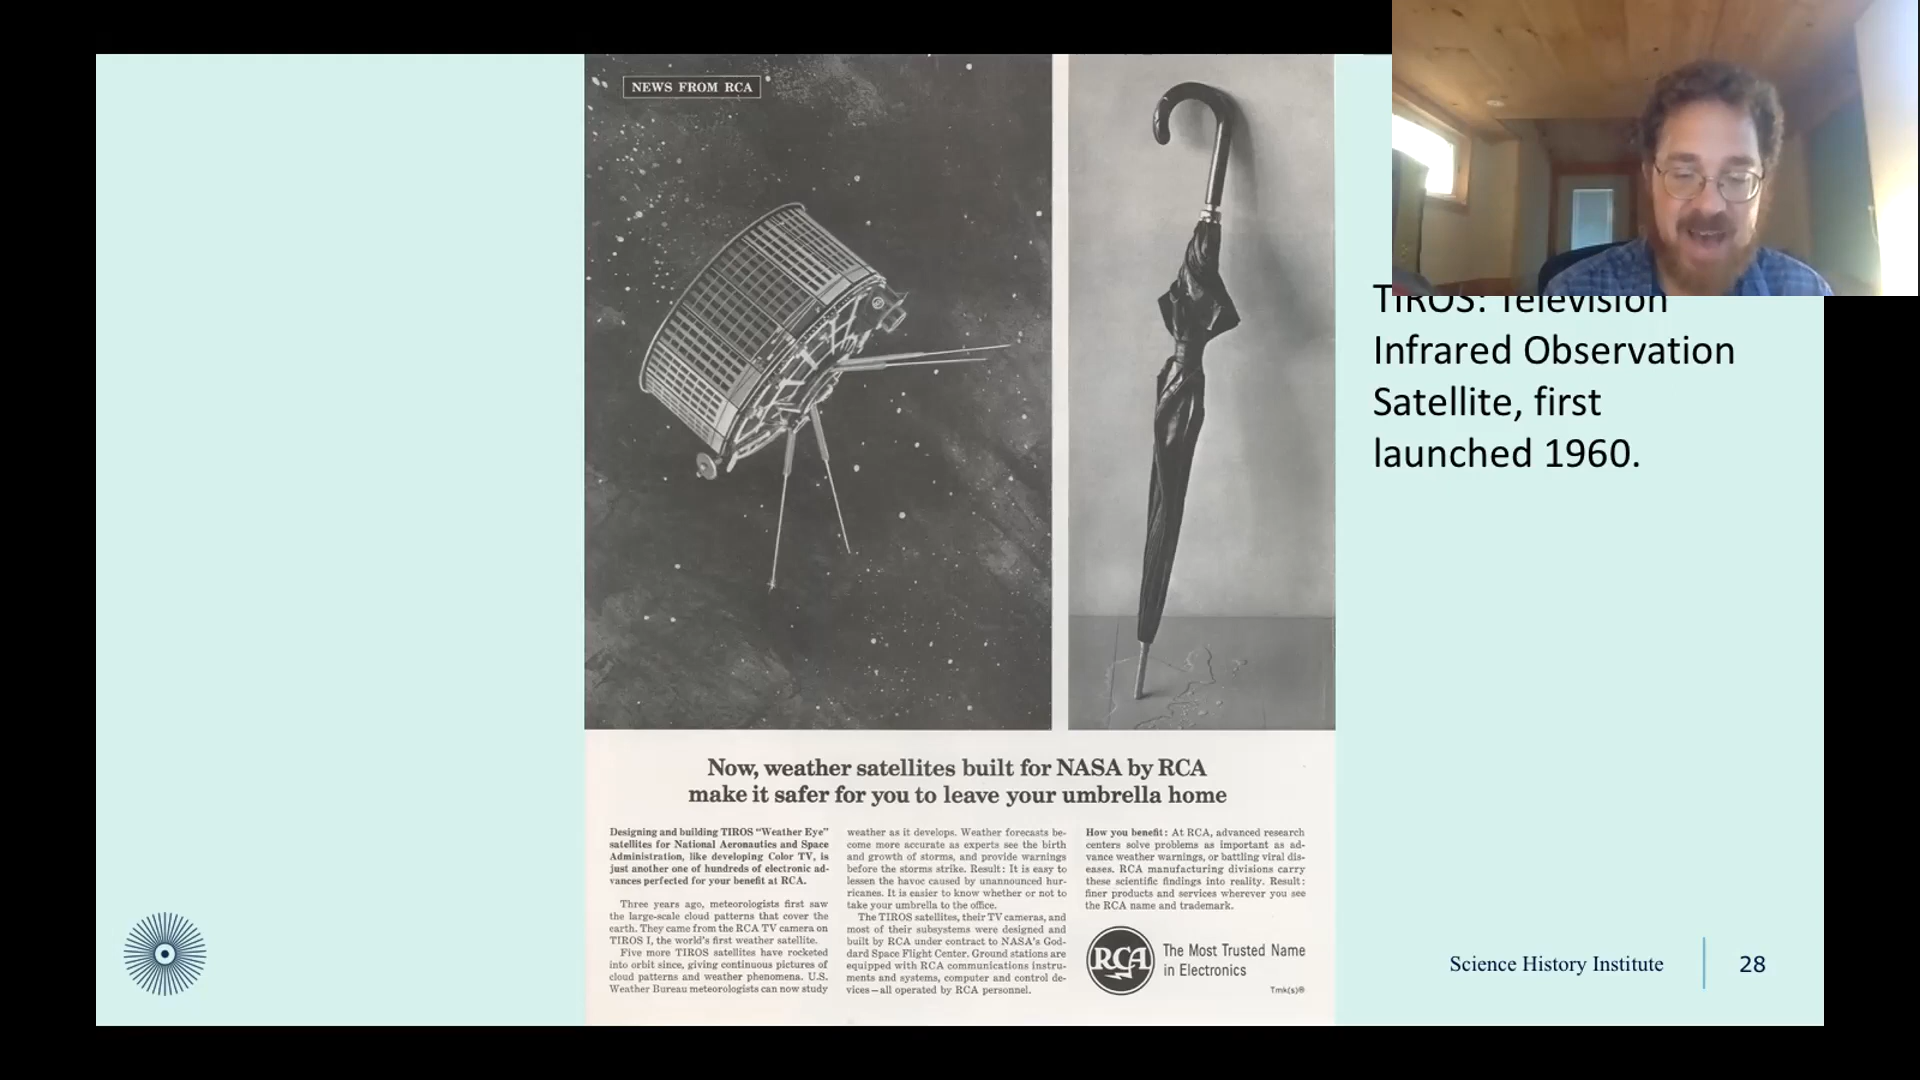 NEWS FROM RCA
TIROS: Television
Infrared Observation
Satellite, first
launched 1960.
Now, weather satellites built for NASA by RCA
make it safer for you to leave your umbrella home
Designing and building TIROS “Weather Eye”
satellites for National Aeronautics and Space
Administration, like developing Color TV, is
just another one of hundreds of electronic ad-
vances perfected for your benefit at RCA.
Three years ago, meteorologists first saw
the large-scale cloud patterns that cover the
earth. They came from the RCA TV camera on
TIROS I, the world's first weather satellite.
Five more TIROS satellites have rocketed
into orbit since, giving continuous pictures of
cloud patterns and weather phenomena. U.S.
Weather Bureau meteorologists can now study
weather as it develops. Weather forecasts be-
come more accurate as experts see the birth
and growth of storms, and provide warnings
before the storms strike. Result: It is easy to
lessen the havoc caused by unannounced hur-
ricanes. It is easier to know whether or not to
take your umbrella to the office.
The TIROS satellites, their TV cameras, and
most of their subsystems were designed and
built by RCA under contract to NASA's God-
dard Space Flight Center. Ground stations are
equipped with RCA communications instru-
ments and systems, computer and control de-
vices—all operated by RCA personnel.
How you benefit: At RCA, advanced research
centers solve problems as important as ad-
vance weather warnings, or battling viral dis-
eases. RCA manufacturing divisions carry
these scientific findings into reality. Result:
finer products and services wherever you see
the RCA name and trademark.
RCA
The Most Trusted Name
in Electronics
Tmk(s)®
Science History Institute
28